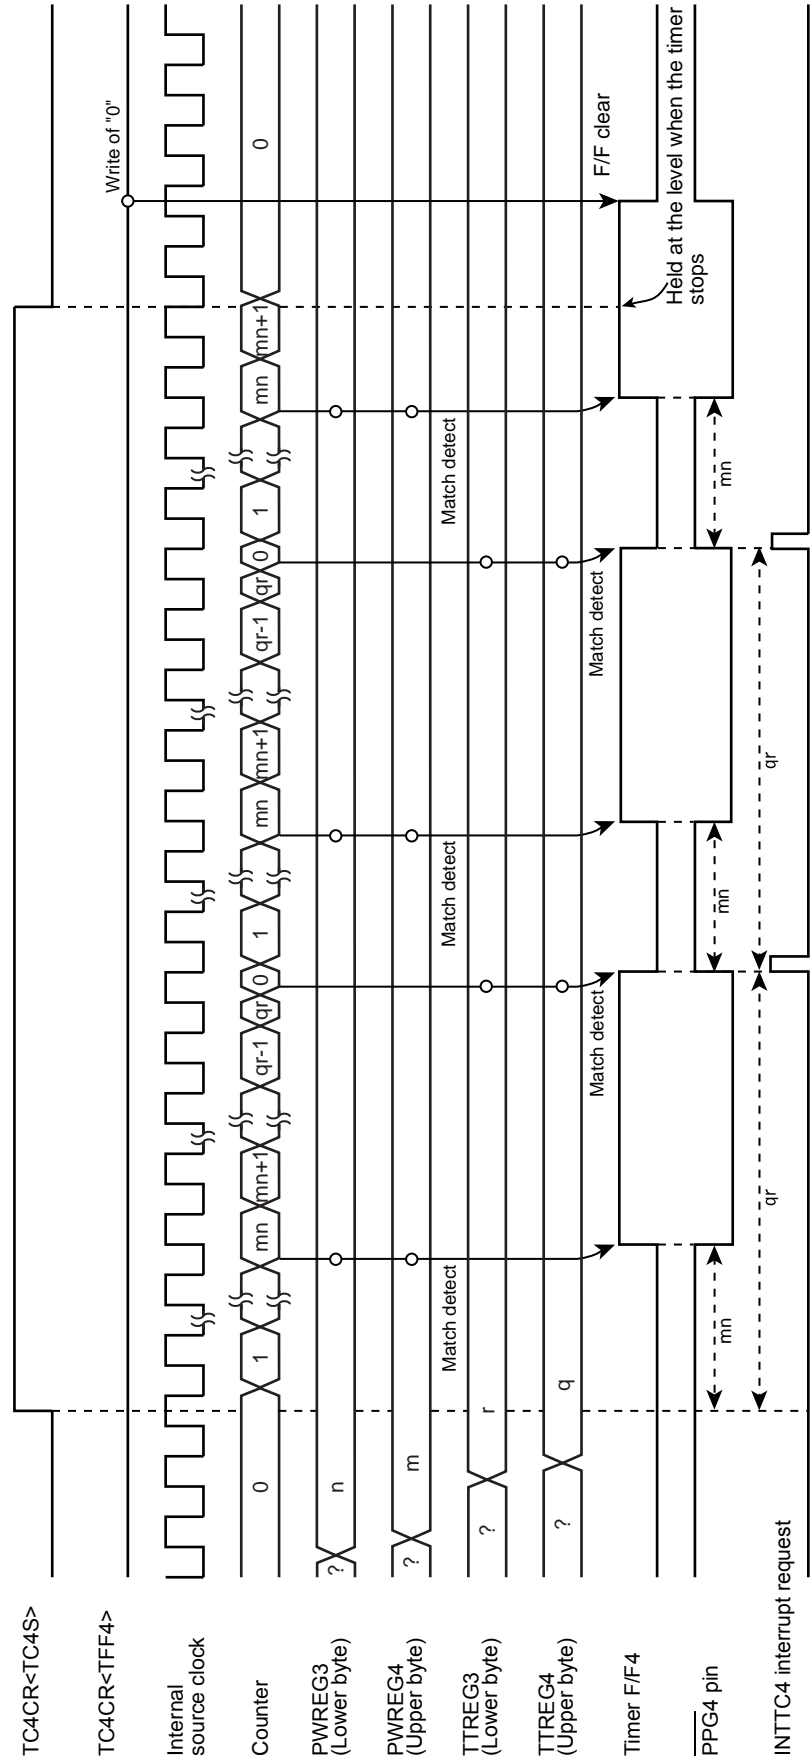 TC4CR<TC4S>
TC4CR<TFF4>
Write of "0"
Internal
source clock
Counter
0
1
mn
mn+1
qr-1
qr
0
1
mn
mn+1
qr-1
qr
0
1
mn
mn+1
0
PWREG3
(Lower byte)
?
n
PWREG4
(Upper byte)
?
m
Match detect
Match detect
Match detect
TTREG3
(Lower byte)
?
r
TTREG4
(Upper byte)
?
q
Match detect
Match detect
F/F clear
Timer F/F4
Held at the level when the timer
stops
PPG4 pin
mn
mn
mn
qr
qr
INTTC4 interrupt request